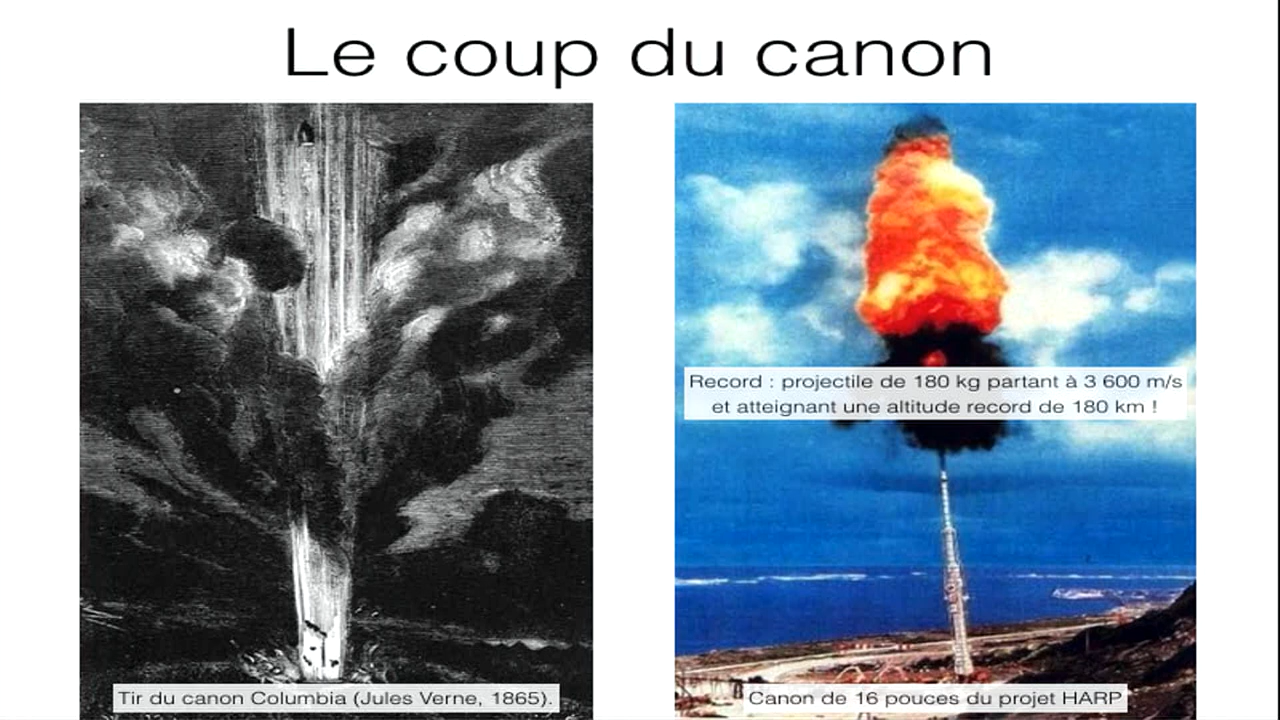 Le coup du canon
Record : projectile de 180 kg partant à 3 600 m/s
et atteignant une altitude record de 180 km !
Tir du canon Columbia (Jules Verne, 1865).
Canon de 16 pouces du projet HARP